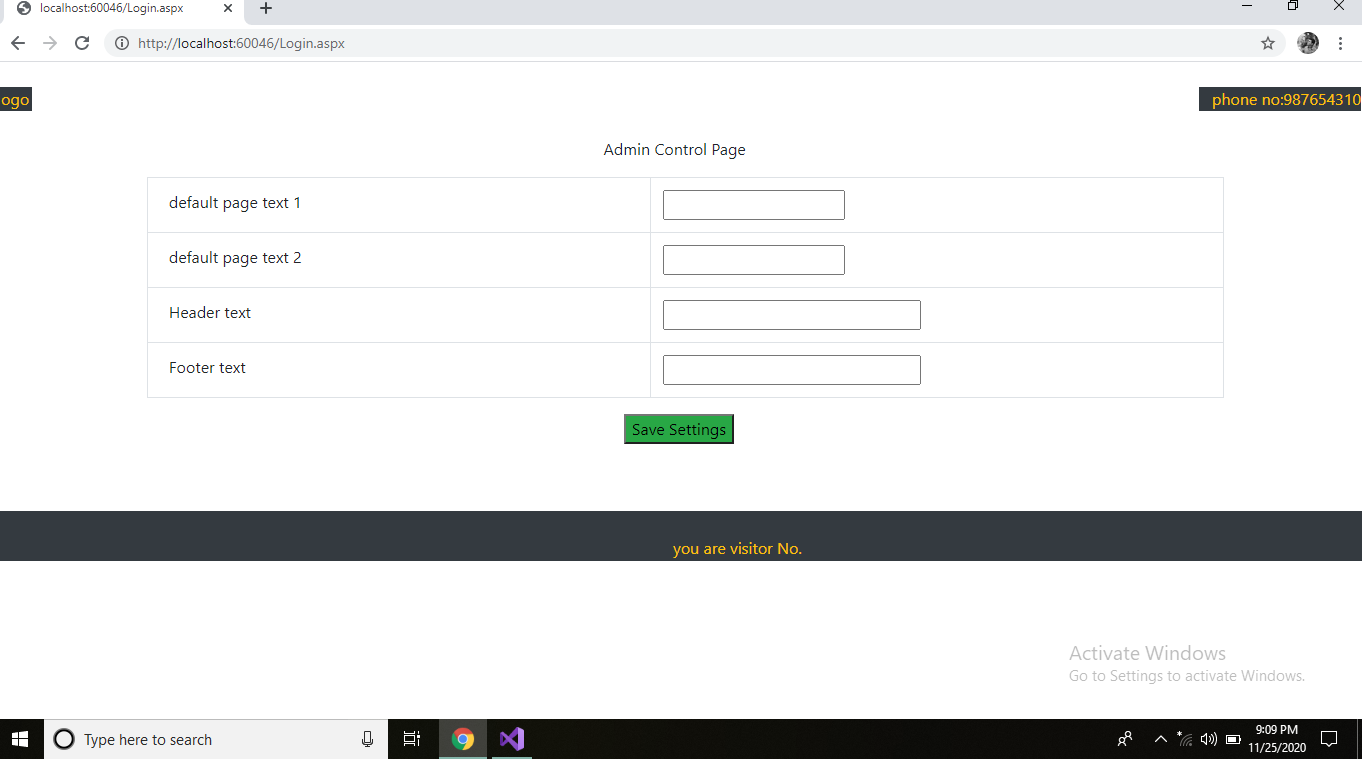 localhost:60046/Login.aspx
http://localhost:60046/Login.aspx
ogo
phone no:987654310
Admin Control Page
default page text 1
default page text 2
Header text
Footer text
Save Settings
you are visitor No.
Activate Windows
Go to Settings to activate Windows.
Type here to search
9:09 PM
11/25/2020